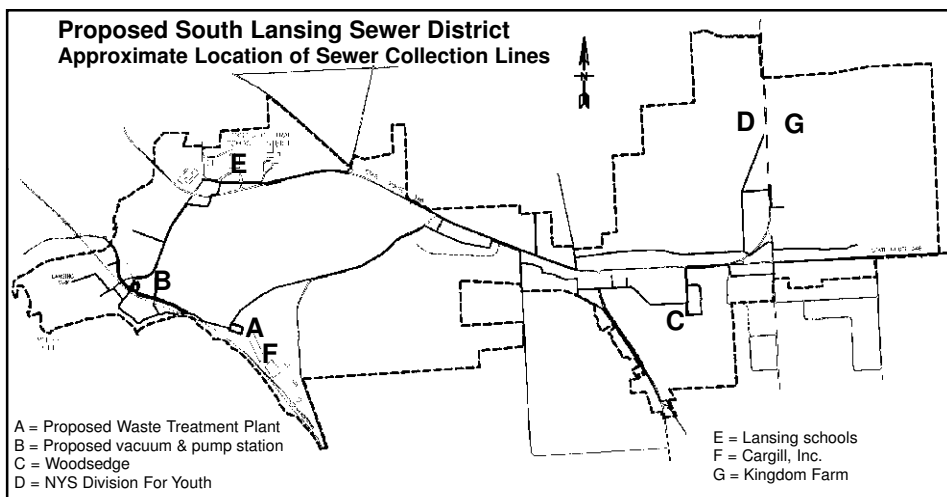 Proposed South Lansing Sewer District
Approximate Location of Sewer Collection Lines
N
D
G
E
B
A
F
C
A = Proposed Waste Treatment Plant
B = Proposed vacuum & pump station
C = Woodsedge
D = NYS Division For Youth
E = Lansing schools
F = Cargill, Inc.
G = Kingdom Farm